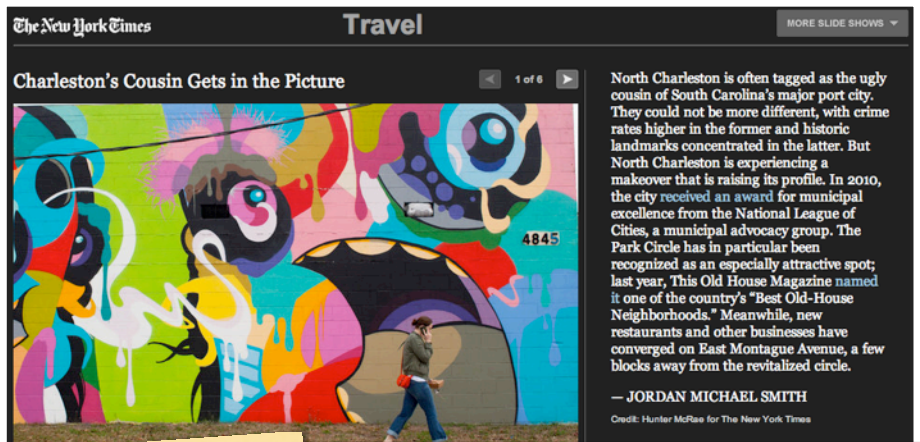 The New York Times
Travel
MORE SLIDE SHOWS
Charleston's Cousin Gets in the Picture
1 of 6
4845
North Charleston is often tagged as the ugly
cousin of South Carolina's major port city.
They could not be more different, with crime
rates higher in the former and historic
landmarks concentrated in the latter. But
North Charleston is experiencing a
makeover that is raising its profile. In 2010,
the city received an award for municipal
excellence from the National League of
Cities, a municipal advocacy group. The
Park Circle has in particular been
recognized as an especially attractive spot;
last year, This Old House Magazine named
it one of the country's “Best Old-House
Neighborhoods.” Meanwhile, new
restaurants and other businesses have
converged on East Montague Avenue, a few
blocks away from the revitalized circle.
— JORDAN MICHAEL SMITH
Credit: Hunter McRae for The New York Times